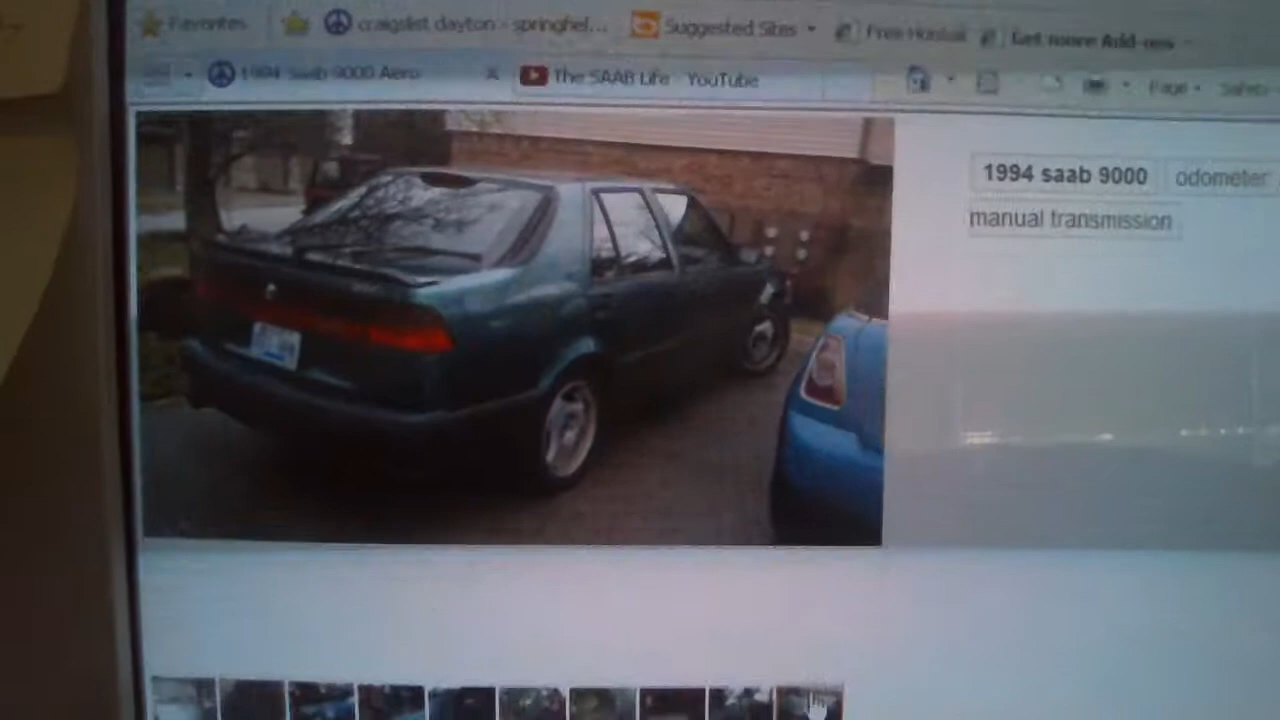 Favorites craigslist dayton - springfiel... Suggested Sites Free Hotmail Get more Add-ons
1994 saab 9000 Aero The SAAB Life YouTube Page Safety
1994 saab 9000 odometer
manual transmission